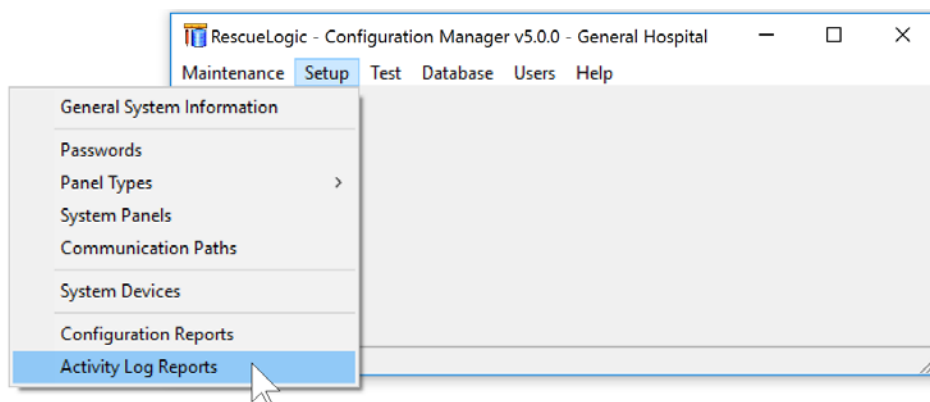 RescueLogic - Configuration Manager v5.0.0 - General Hospital
Maintenance Setup Test Database Users Help
General System Information
Passwords
Panel Types
System Panels
Communication Paths
System Devices
Configuration Reports
Activity Log Reports